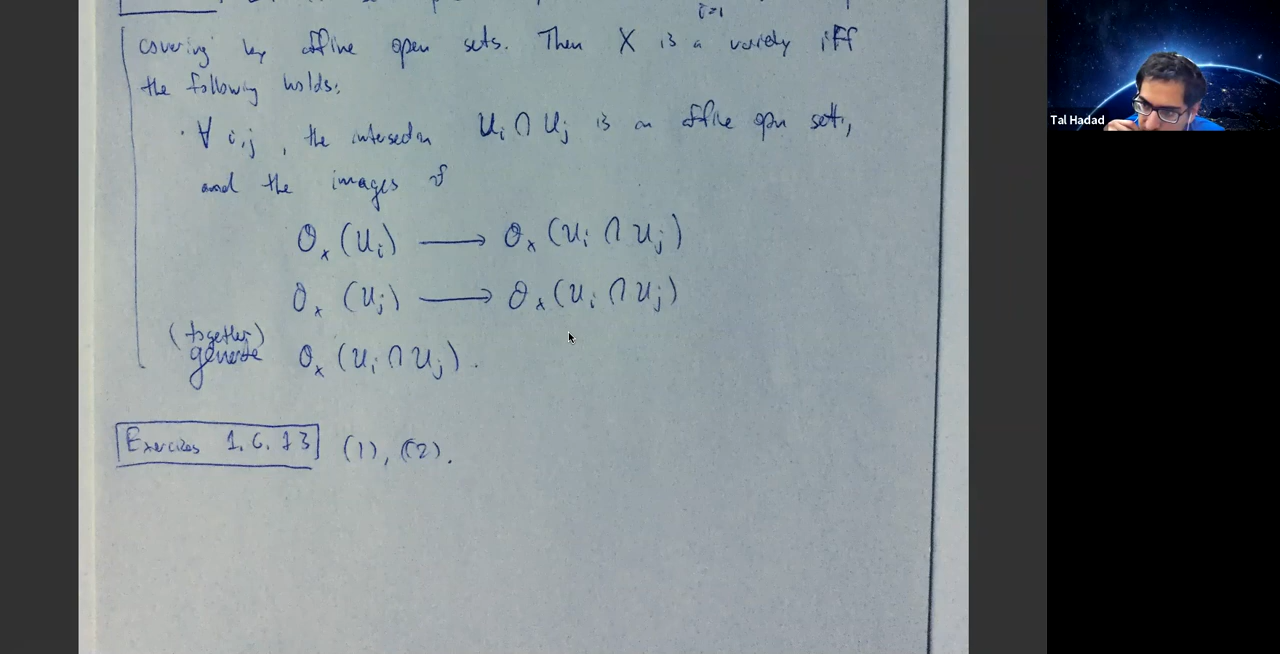 i=1
covering by affine open sets. Then X is a variety iff
the following holds:
· ∀ i,j, the intersection U_i ∩ U_j is an affine open set,
and the images of
O_x (U_i) ⟶ O_x (U_i ∩ U_j)
O_x (U_j) ⟶ O_x (U_i ∩ U_j)
(together)
generate O_x (U_i ∩ U_j).
Exercises 1.6.13 (1), (2).
Tal Hadad